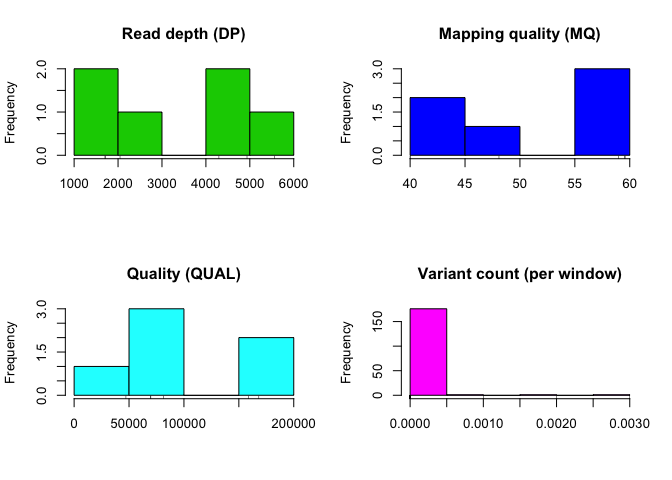 Read depth (DP)
Frequency
2.0
1.0
0.0
1000 2000 3000 4000 5000 6000
Mapping quality (MQ)
Frequency
3.0
1.5
0.0
40 45 50 55 60
Quality (QUAL)
Frequency
3.0
1.5
0.0
0 50000 100000 200000
Variant count (per window)
Frequency
150
50
0
0.0000 0.0010 0.0020 0.0030